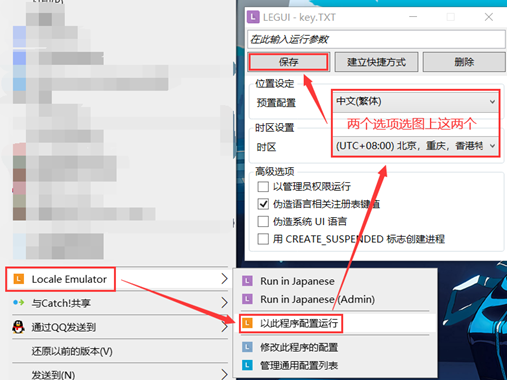 LEGUI - key.TXT
在此输入运行参数
保存
建立快捷方式
删除
位置设定
预置配置
中文(繁体)
两个选项选图上这两个
时区设置
时区
(UTC+08:00) 北京，重庆，香港特
高级选项
以管理员权限运行
伪造语言相关注册表键值
伪造系统 UI 语言
用 CREATE_SUSPENDED 标志创建进程
Locale Emulator
与Catch!共享
通过QQ发送到
还原以前的版本(V)
发送到(N)
Run in Japanese
Run in Japanese (Admin)
以此程序配置运行
修改此程序的配置
管理通用配置列表